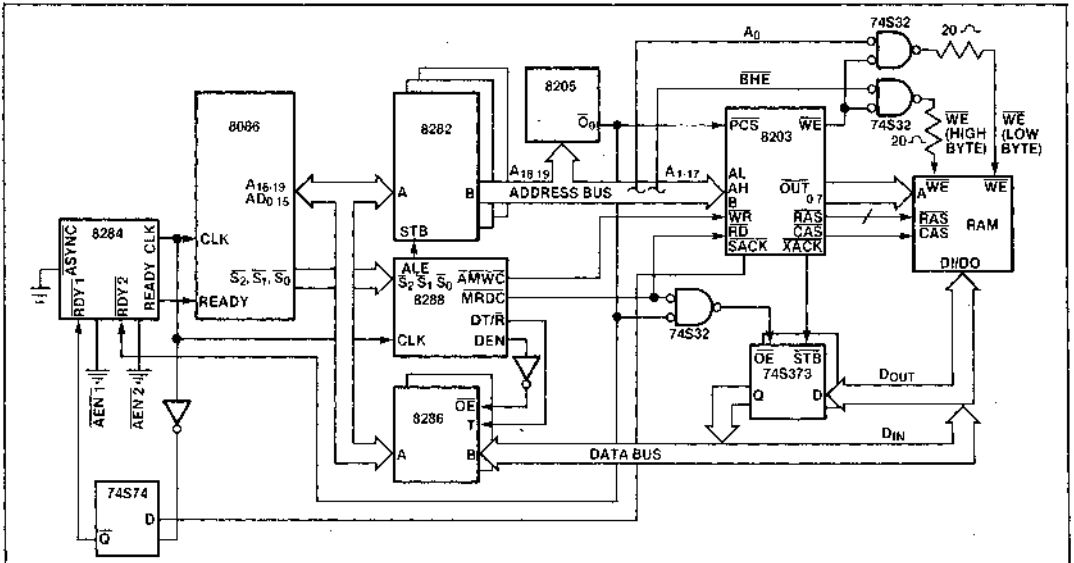 74S32
20
A0
8205
O0
BHE
8086
8282
PCS
WE
8203
74S32
20
WE
(HIGH
BYTE)
WE
(LOW
BYTE)
A16-19
AD0-15
A
B
A18-19
ADDRESS BUS
A1-17
AL
AH
B
OUT
0-7
A
WE
WE
8284
ASYNC
CLK
CLK
STB
WR
RD
SACK
RAS
CAS
XACK
RAS
CAS
RAM
DI/DO
RDY 1
RDY 2
READY
READY
S2, S1, S0
ALE
S2 S1 S0
8288
AMWC
MRDC
DT/R
DEN
CLK
74S32
OE
STB
74S373
Q
D
DOUT
AEN 1
AEN 2
OE
8286
T
A
B
DIN
DATA BUS
74S74
D
Q